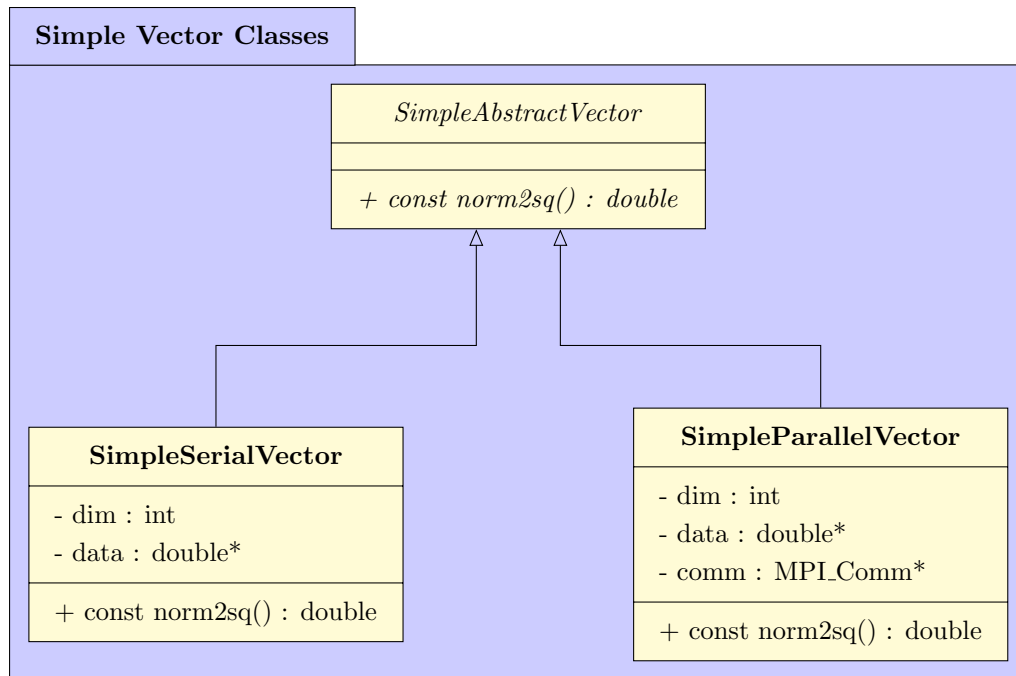 Simple Vector Classes
SimpleAbstractVector
+ const norm2sq() : double
SimpleSerialVector
- dim : int
- data : double*
+ const norm2sq() : double
SimpleParallelVector
- dim : int
- data : double*
- comm : MPI_Comm*
+ const norm2sq() : double